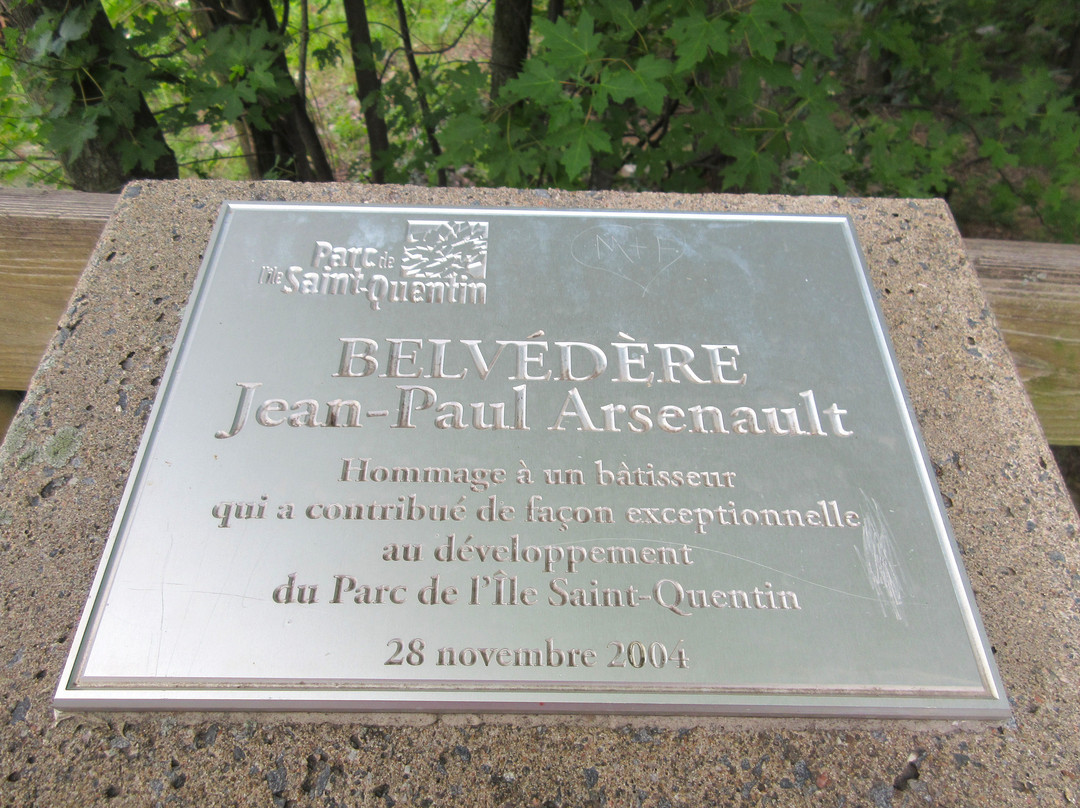 Parc de
l'île Saint-Quentin
M + B
BELVÉDÈRE
Jean-Paul Arsenault
Hommage à un bâtisseur
qui a contribué de façon exceptionnelle
au développement
du Parc de l'Île Saint-Quentin
28 novembre 2004